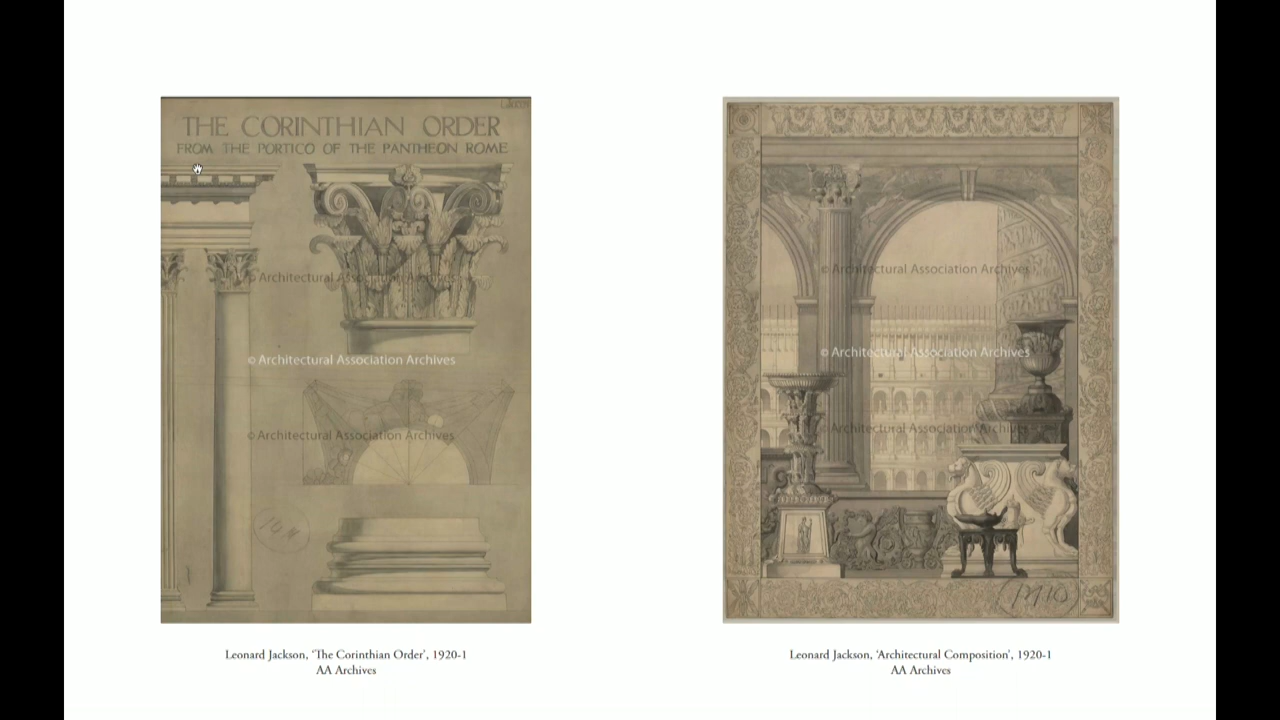 THE CORINTHIAN ORDER
FROM THE PORTICO OF THE PANTHEON ROME
© Architectural Association Archives
© Architectural Association Archives
© Architectural Association Archives
Leonard Jackson, ‘The Corinthian Order’, 1920-1
AA Archives
© Architectural Association Archives
© Architectural Association Archives
© Architectural Association Archives
Leonard Jackson, ‘Architectural Composition’, 1920-1
AA Archives